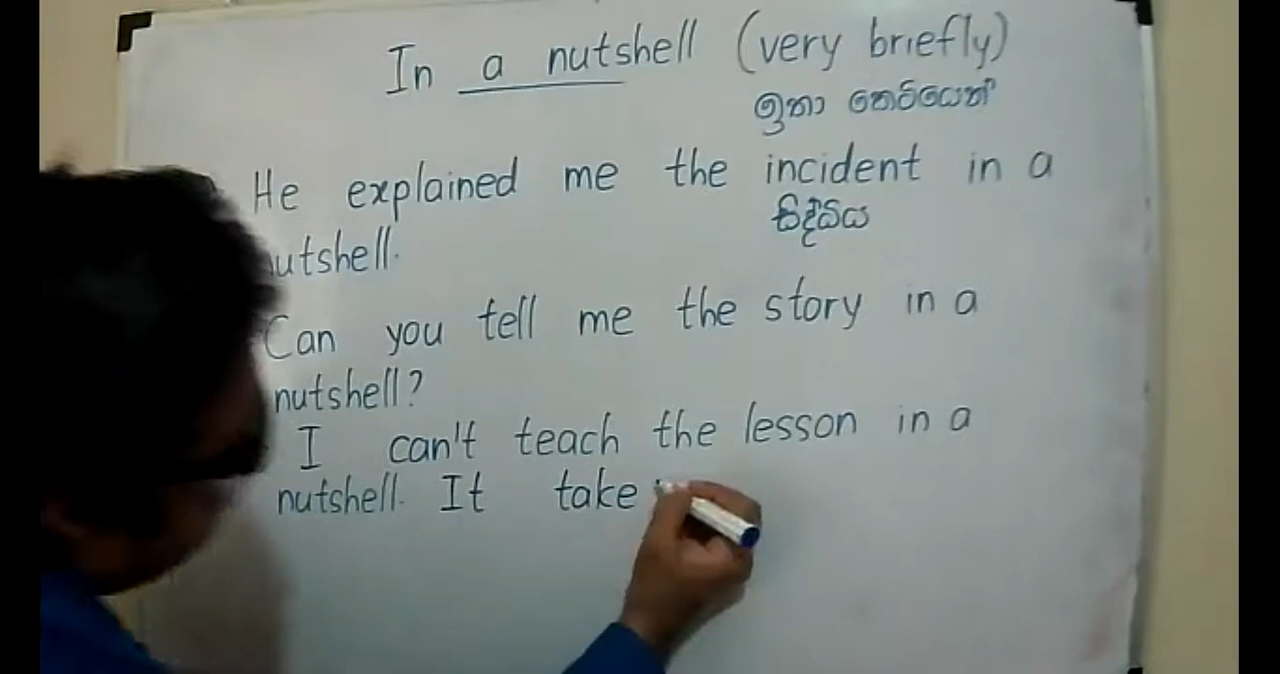 In a nutshell (very briefly)
ඉතා කෙටියෙන්
He explained me the incident in a
සිද්ධිය
nutshell.
Can you tell me the story in a
nutshell?
I can't teach the lesson in a
nutshell. It take